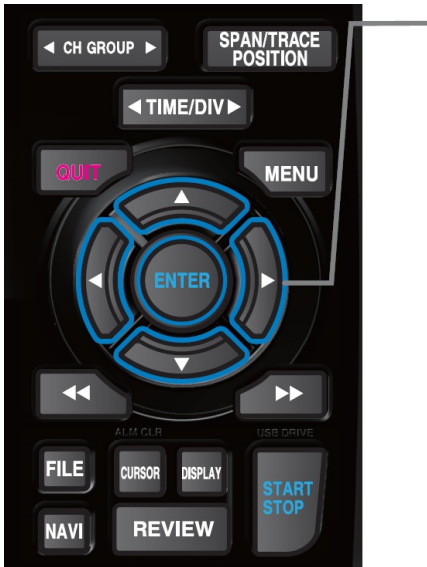 ◀ CH GROUP ▶
SPAN/TRACE
POSITION
◀ TIME/DIV ▶
QUIT
MENU
ENTER
ALM CLR
USB DRIVE
FILE
CURSOR
DISPLAY
START
STOP
NAVI
REVIEW